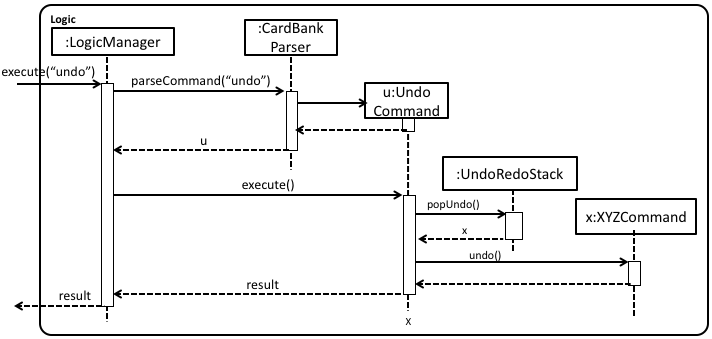 Logic
:LogicManager
:CardBank
Parser
execute(“undo”)
parseCommand(“undo”)
u:Undo
Command
u
:UndoRedoStack
execute()
popUndo()
x:XYZCommand
x
undo()
result
result
x